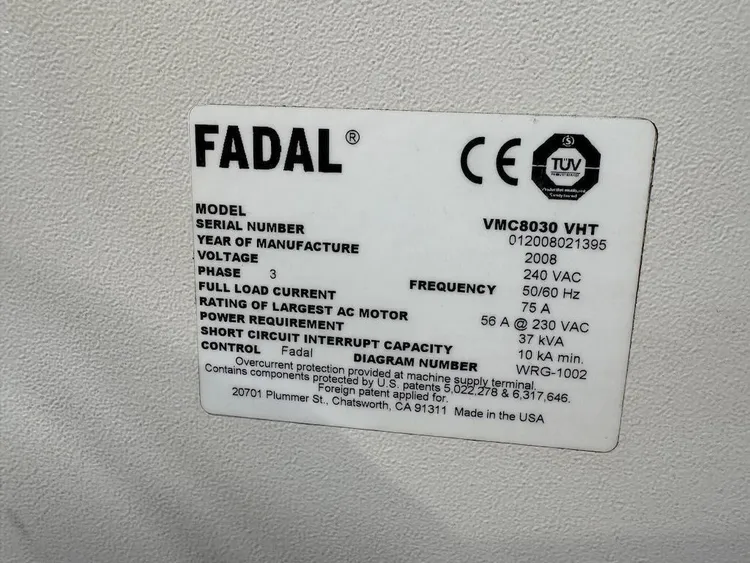 FADAL®
CE
TÜV
MODEL VMC8030 VHT
SERIAL NUMBER 012008021395
YEAR OF MANUFACTURE 2008
VOLTAGE 240 VAC
PHASE 3 FREQUENCY 50/60 Hz
FULL LOAD CURRENT 75 A
RATING OF LARGEST AC MOTOR 56 A @ 230 VAC
POWER REQUIREMENT 37 kVA
SHORT CIRCUIT INTERRUPT CAPACITY 10 kA min.
CONTROL Fadal DIAGRAM NUMBER WRG-1002
Overcurrent protection provided at machine supply terminal.
Contains components protected by U.S. patents 5,022,278 & 6,317,646.
Foreign patent applied for.
20701 Plummer St., Chatsworth, CA 91311 Made in the USA